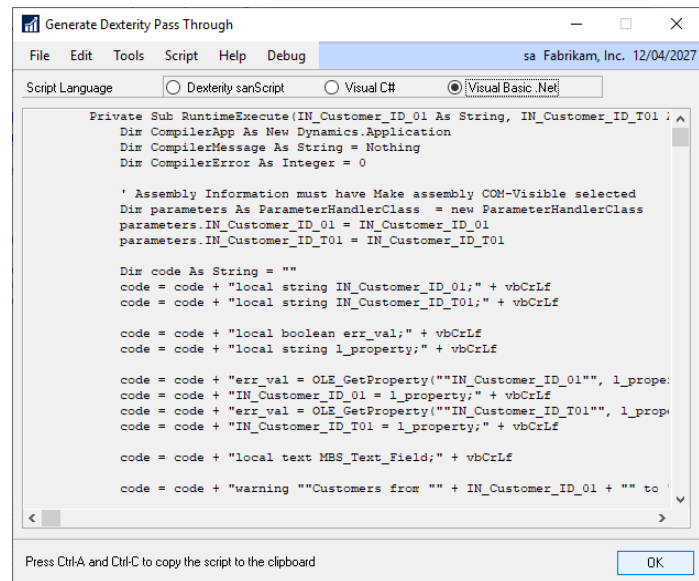 Generate Dexterity Pass Through
File Edit Tools Script Help Debug sa Fabrikam, Inc. 12/04/2027
Script Language Dexterity sanScript Visual C# Visual Basic .Net
Private Sub RuntimeExecute(IN_Customer_ID_01 As String, IN_Customer_ID_T01
Dim CompilerApp As New Dynamics.Application
Dim CompilerMessage As String = Nothing
Dim CompilerError As Integer = 0
' Assembly Information must have Make assembly COM-Visible selected
Dim parameters As ParameterHandlerClass = new ParameterHandlerClass
parameters.IN_Customer_ID_01 = IN_Customer_ID_01
parameters.IN_Customer_ID_T01 = IN_Customer_ID_T01
Dim code As String = ""
code = code + "local string IN_Customer_ID_01;" + vbCrLf
code = code + "local string IN_Customer_ID_T01;" + vbCrLf
code = code + "local boolean err_val;" + vbCrLf
code = code + "local string l_property;" + vbCrLf
code = code + "err_val = OLE_GetProperty(""IN_Customer_ID_01"", l_prope
code = code + "IN_Customer_ID_01 = l_property;" + vbCrLf
code = code + "err_val = OLE_GetProperty(""IN_Customer_ID_T01"", l_prop
code = code + "IN_Customer_ID_T01 = l_property;" + vbCrLf
code = code + "local text MBS_Text_Field;" + vbCrLf
code = code + "warning ""Customers from "" + IN_Customer_ID_01 + "" to
Press Ctrl-A and Ctrl-C to copy the script to the clipboard
OK